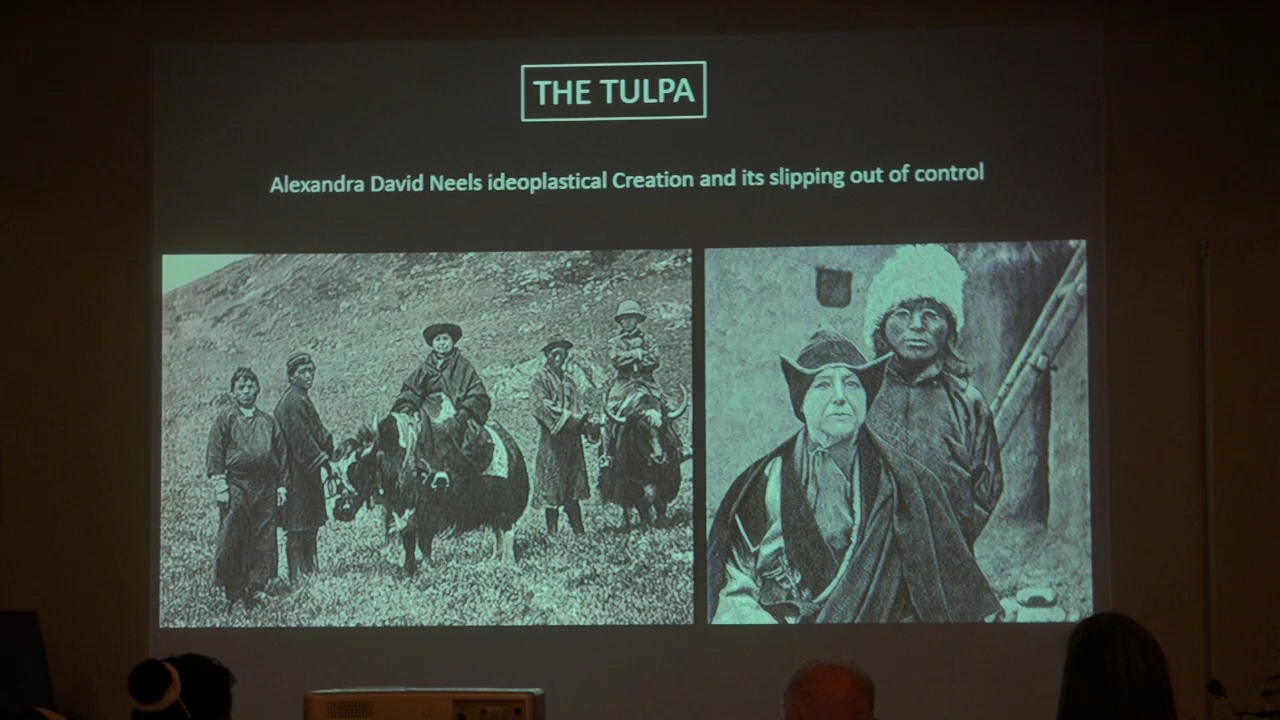 THE TULPA
Alexandra David Neels ideoplastical Creation and its slipping out of control